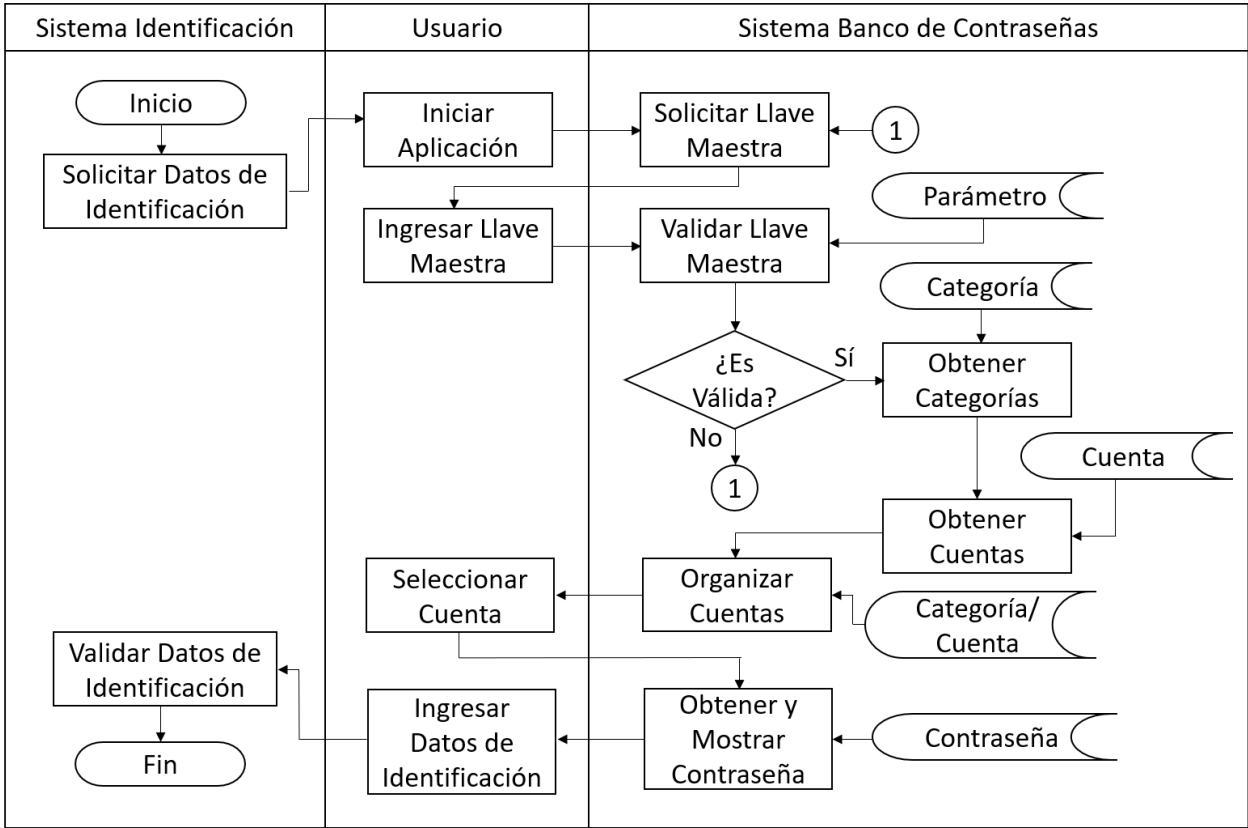 Sistema Identificación
Usuario
Sistema Banco de Contraseñas
Inicio
Solicitar Datos de
Identificación
Iniciar
Aplicación
Solicitar Llave
Maestra
1
Ingresar Llave
Maestra
Validar Llave
Maestra
Parámetro
Categoría
¿Es
Válida?
Sí
No
1
Obtener
Categorías
Cuenta
Obtener
Cuentas
Organizar
Cuentas
Categoría/
Cuenta
Seleccionar
Cuenta
Obtener y
Mostrar
Contraseña
Contraseña
Ingresar
Datos de
Identificación
Validar Datos de
Identificación
Fin